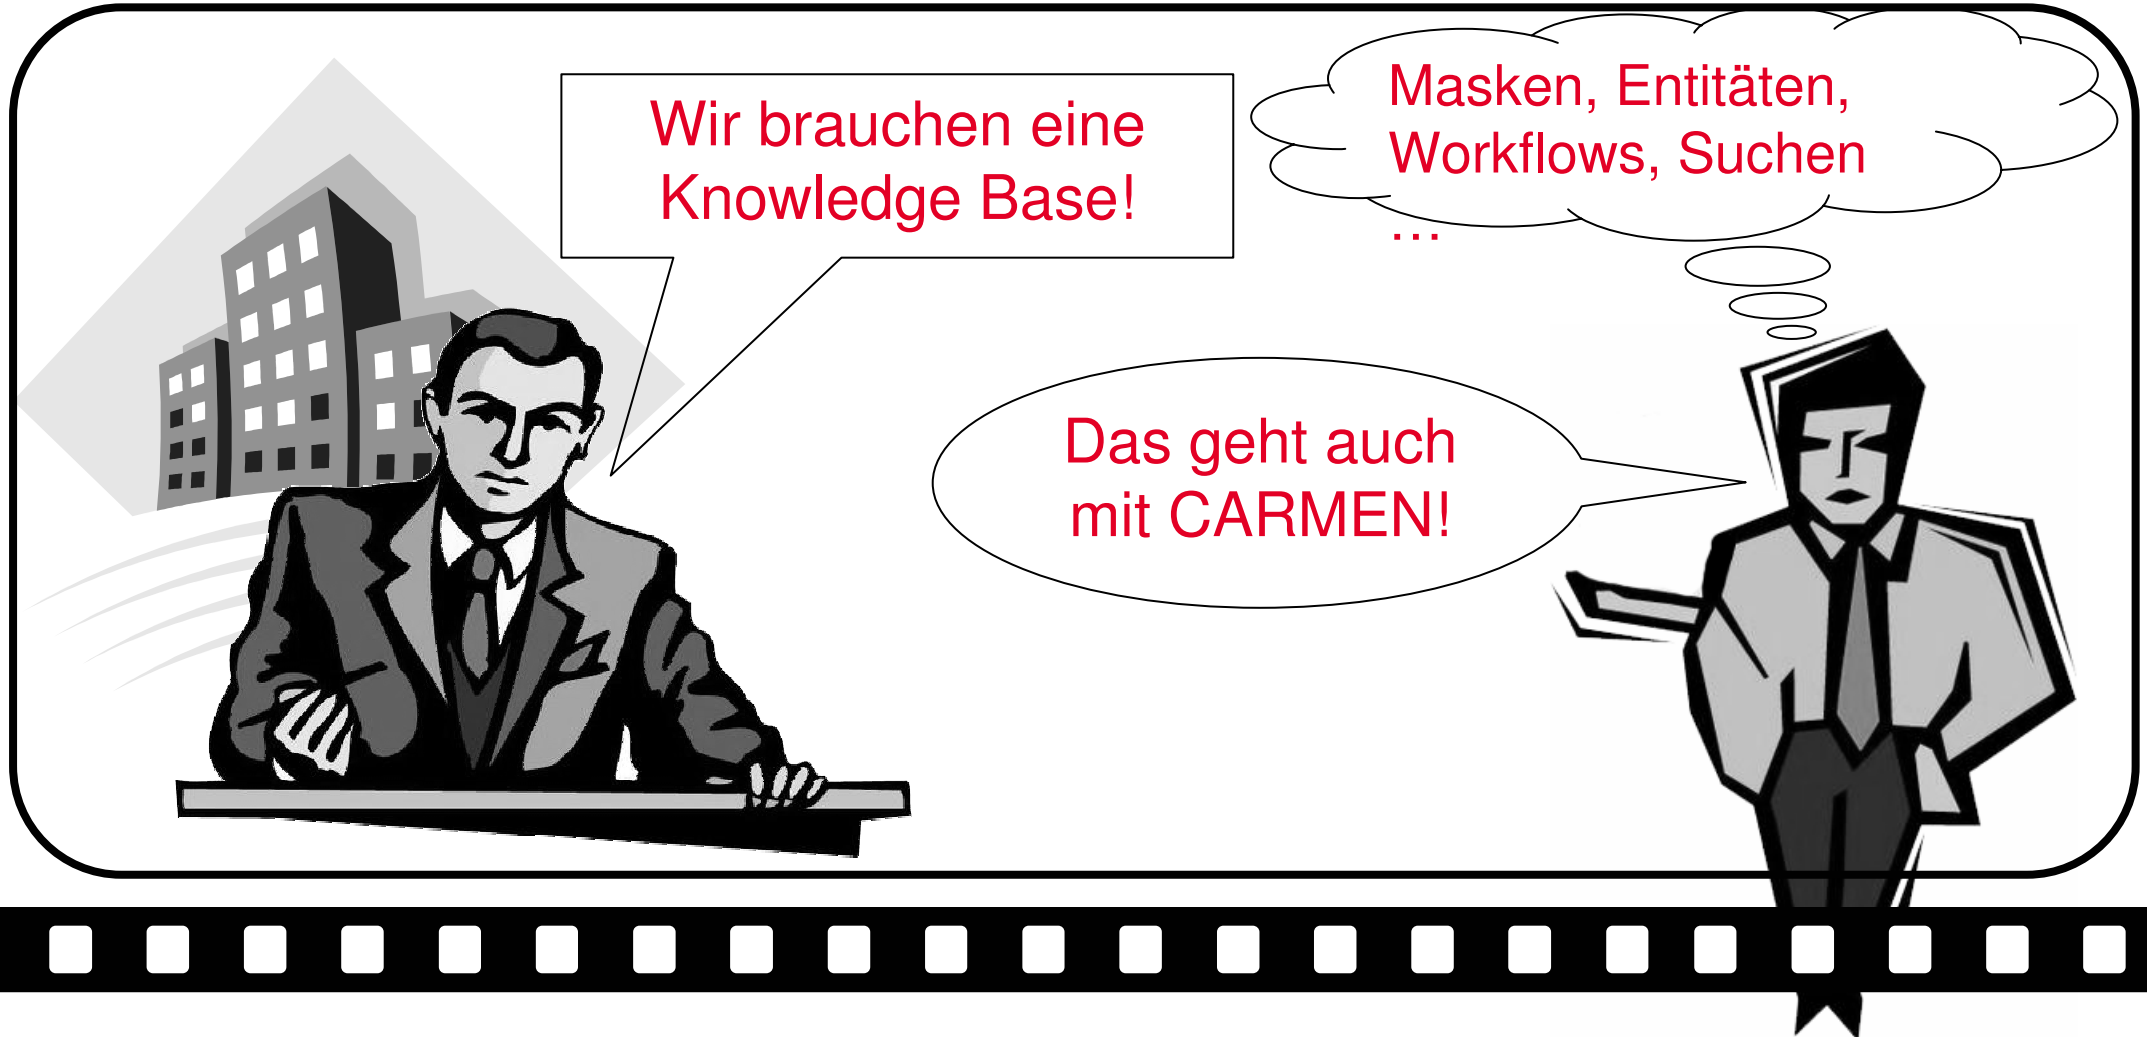 Wir brauchen eine
Knowledge Base!
Masken, Entitäten,
Workflows, Suchen
...
Das geht auch
mit CARMEN!